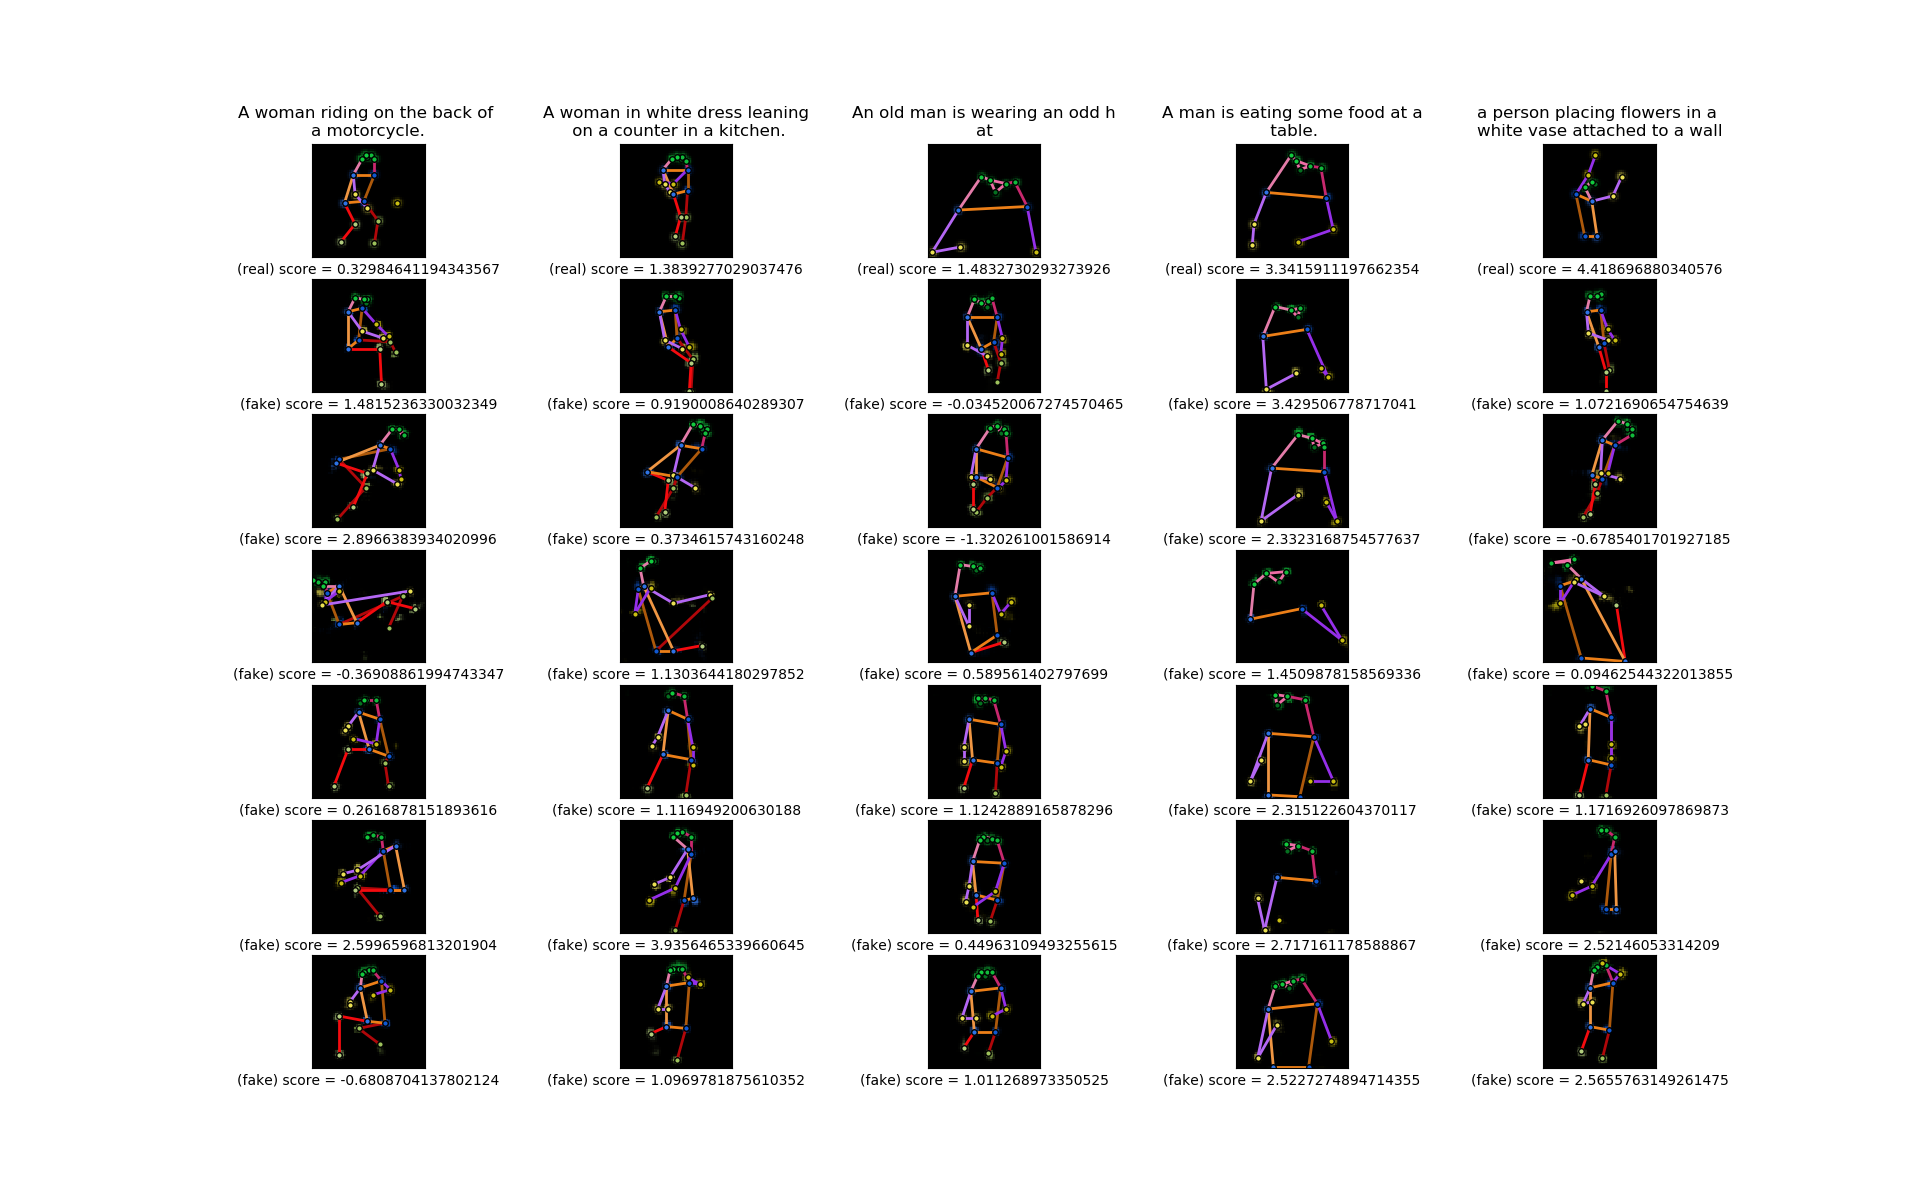 A woman riding on the back of
a motorcycle.
A woman in white dress leaning
on a counter in a kitchen.
An old man is wearing an odd h
at
A man is eating some food at a
table.
a person placing flowers in a
white vase attached to a wall
(real) score = 0.32984641194343567
(real) score = 1.3839277029037476
(real) score = 1.4832730293273926
(real) score = 3.3415911197662354
(real) score = 4.418696880340576
(fake) score = 1.4815236330032349
(fake) score = 0.9190008640289307
(fake) score = -0.034520067274570465
(fake) score = 3.429506778717041
(fake) score = 1.0721690654754639
(fake) score = 2.8966383934020996
(fake) score = 0.3734615743160248
(fake) score = -1.320261001586914
(fake) score = 2.3323168754577637
(fake) score = -0.6785401701927185
(fake) score = -0.36908861994743347
(fake) score = 1.1303644180297852
(fake) score = 0.589561402797699
(fake) score = 1.4509878158569336
(fake) score = 0.09462544322013855
(fake) score = 0.2616878151893616
(fake) score = 1.116949200630188
(fake) score = 1.1242889165878296
(fake) score = 2.315122604370117
(fake) score = 1.1716926097869873
(fake) score = 2.5996596813201904
(fake) score = 3.9356465339660645
(fake) score = 0.44963109493255615
(fake) score = 2.717161178588867
(fake) score = 2.52146053314209
(fake) score = -0.6808704137802124
(fake) score = 1.0969781875610352
(fake) score = 1.011268973350525
(fake) score = 2.5227274894714355
(fake) score = 2.5655763149261475